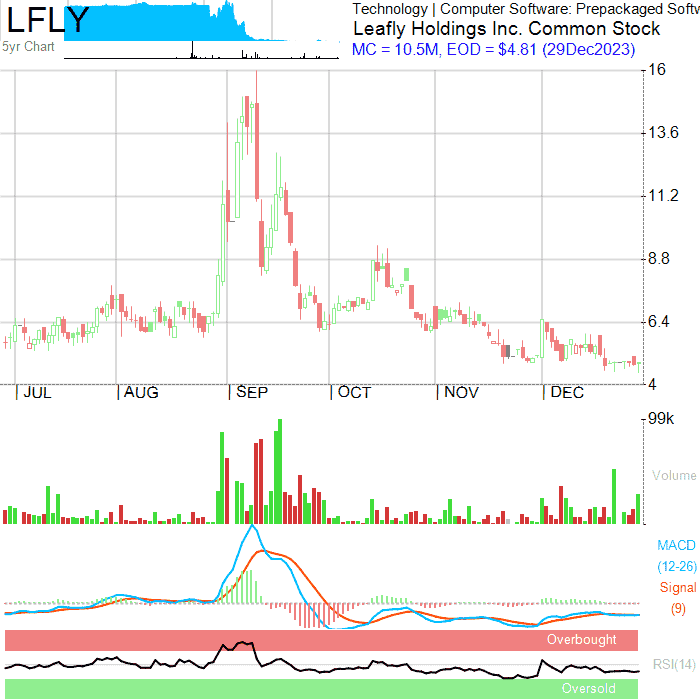 LFLY
5yr Chart
Technology | Computer Software: Prepackaged Softw
Leafly Holdings Inc. Common Stock
MC = 10.5M, EOD = $4.81 (29Dec2023)
16
13.6
11.2
8.8
6.4
4
JUL AUG SEP OCT NOV DEC
99k
Volume
MACD
(12-26)
Signal
(9)
Overbought
RSI(14)
Oversold